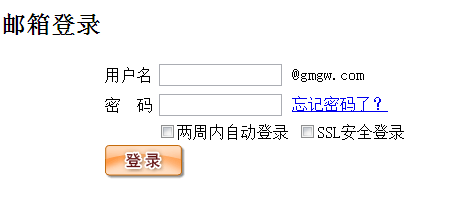 邮箱登录
用户名 @gmgw.com
密 码 忘记密码了?
两周内自动登录 SSL安全登录
登录